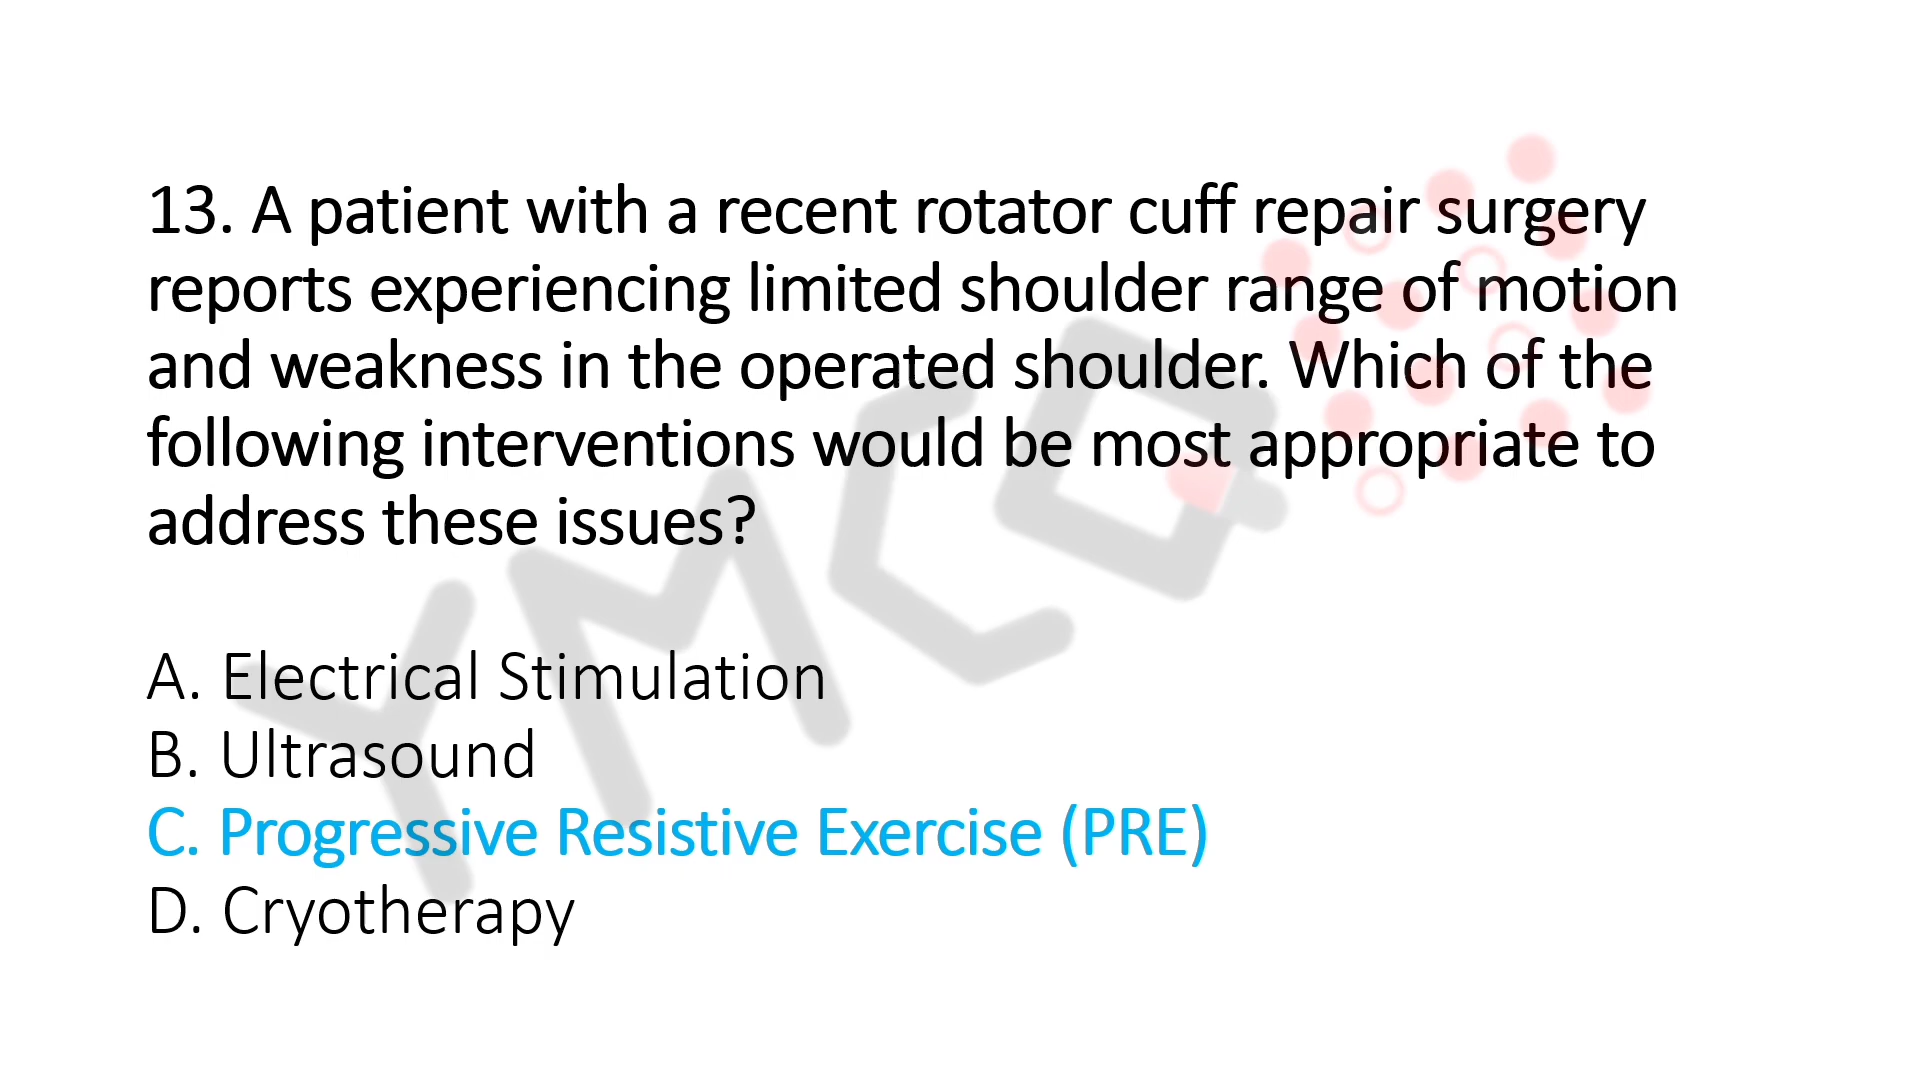 13. A patient with a recent rotator cuff repair surgery
reports experiencing limited shoulder range of motion
and weakness in the operated shoulder. Which of the
following interventions would be most appropriate to
address these issues?
A. Electrical Stimulation
B. Ultrasound
C. Progressive Resistive Exercise (PRE)
D. Cryotherapy
YMCQ